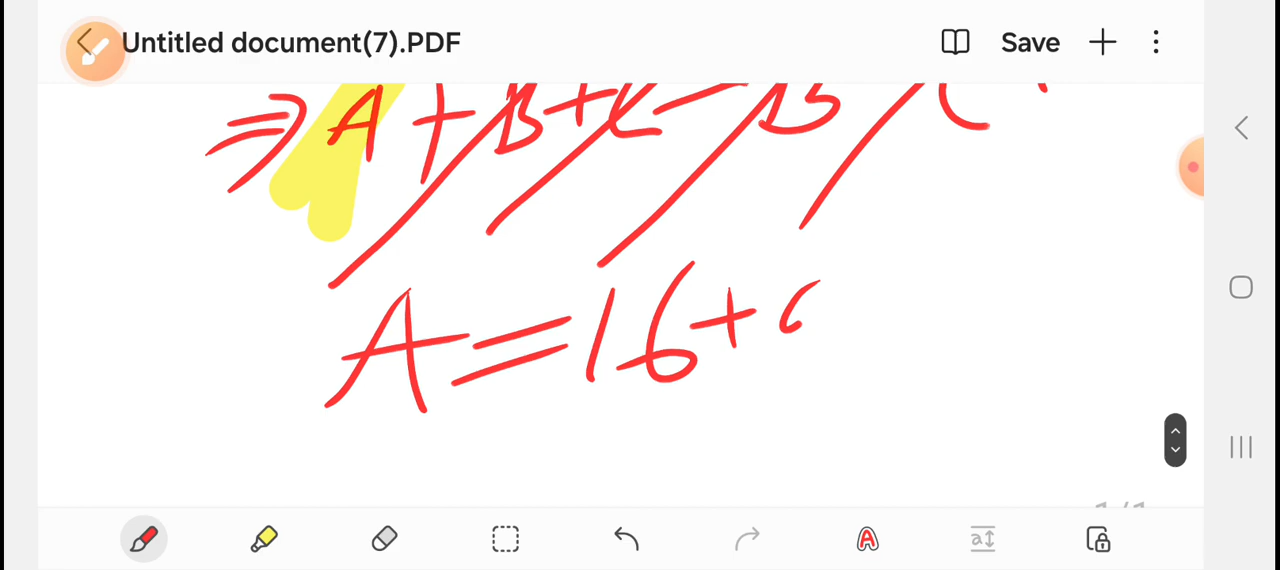 Untitled document(7).PDF Save
⇒ A + B + C - B
A = 16 +